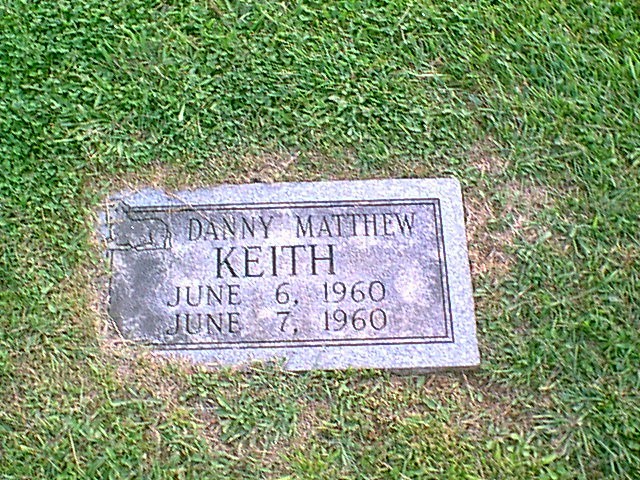 DANNY MATTHEW
KEITH
JUNE 6, 1960
JUNE 7, 1960